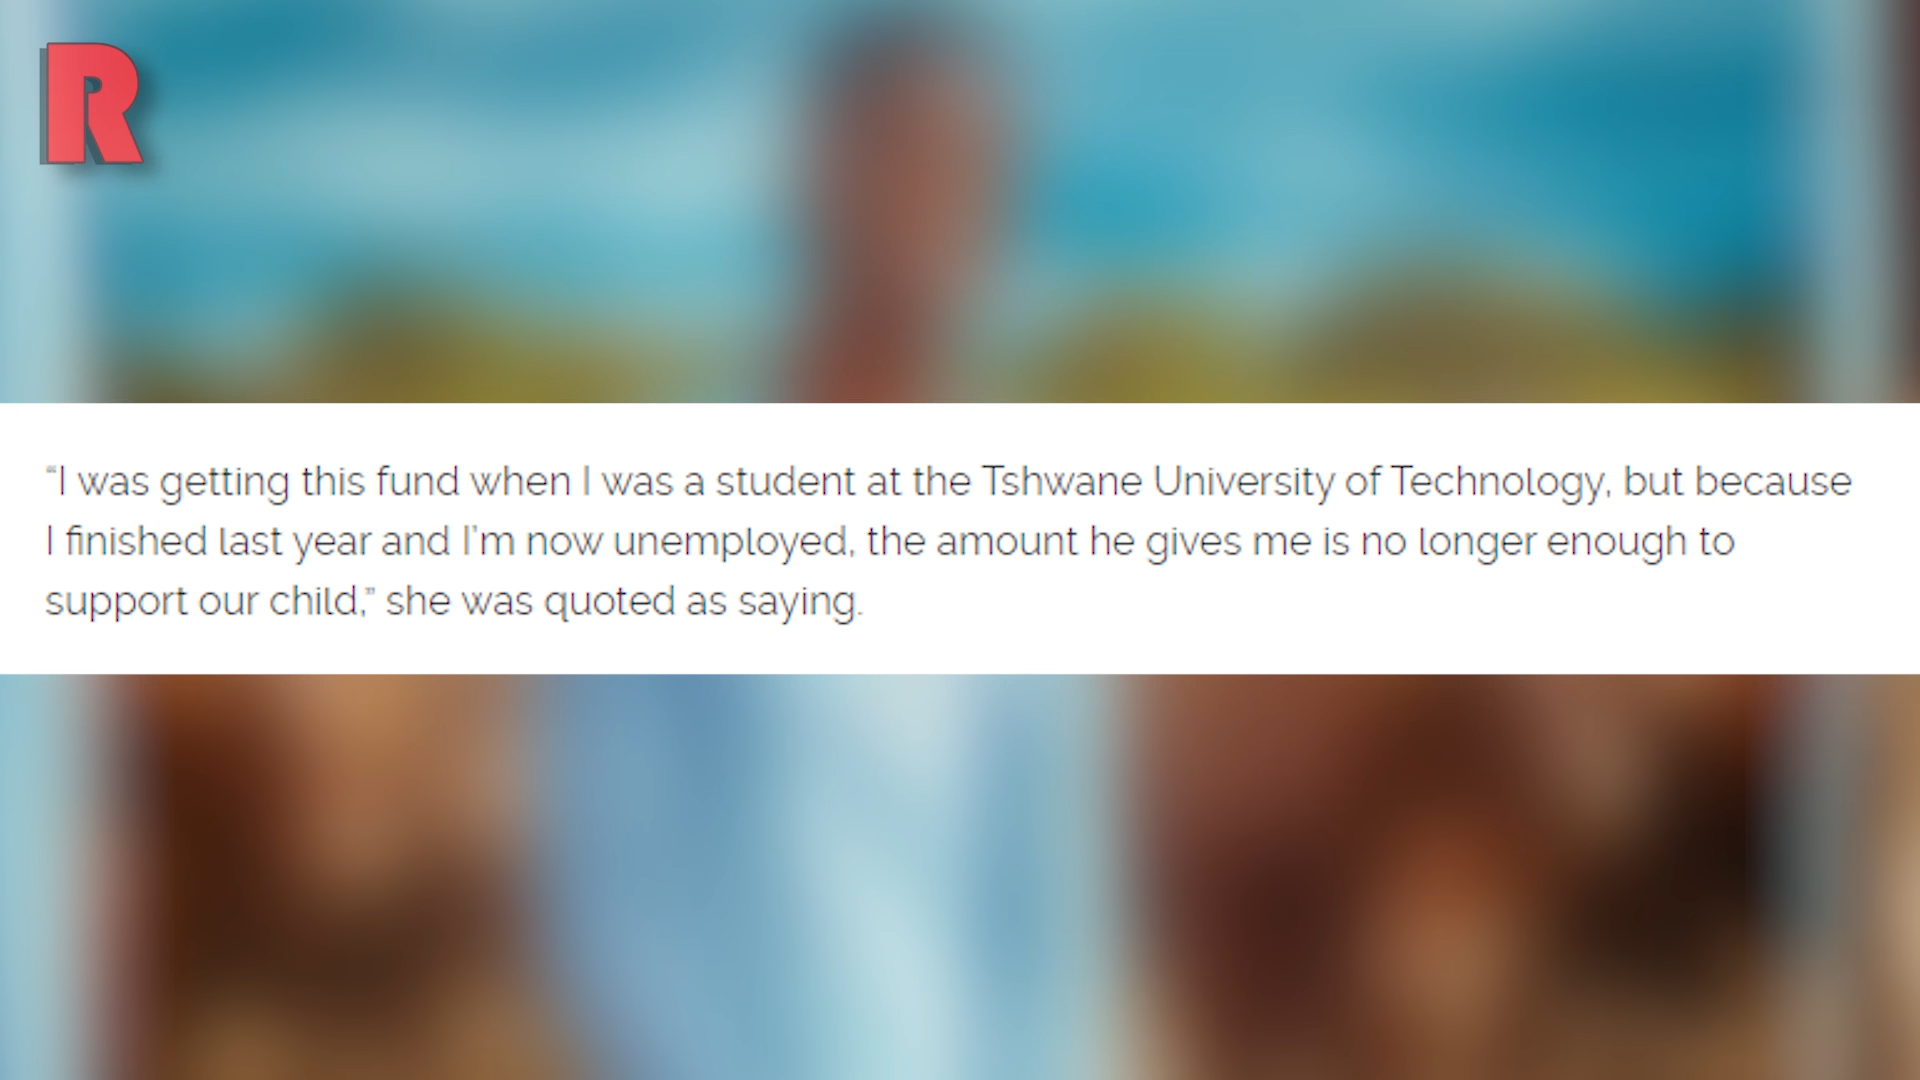 R
“I was getting this fund when I was a student at the Tshwane University of Technology, but because
I finished last year and I’m now unemployed, the amount he gives me is no longer enough to
support our child,” she was quoted as saying.